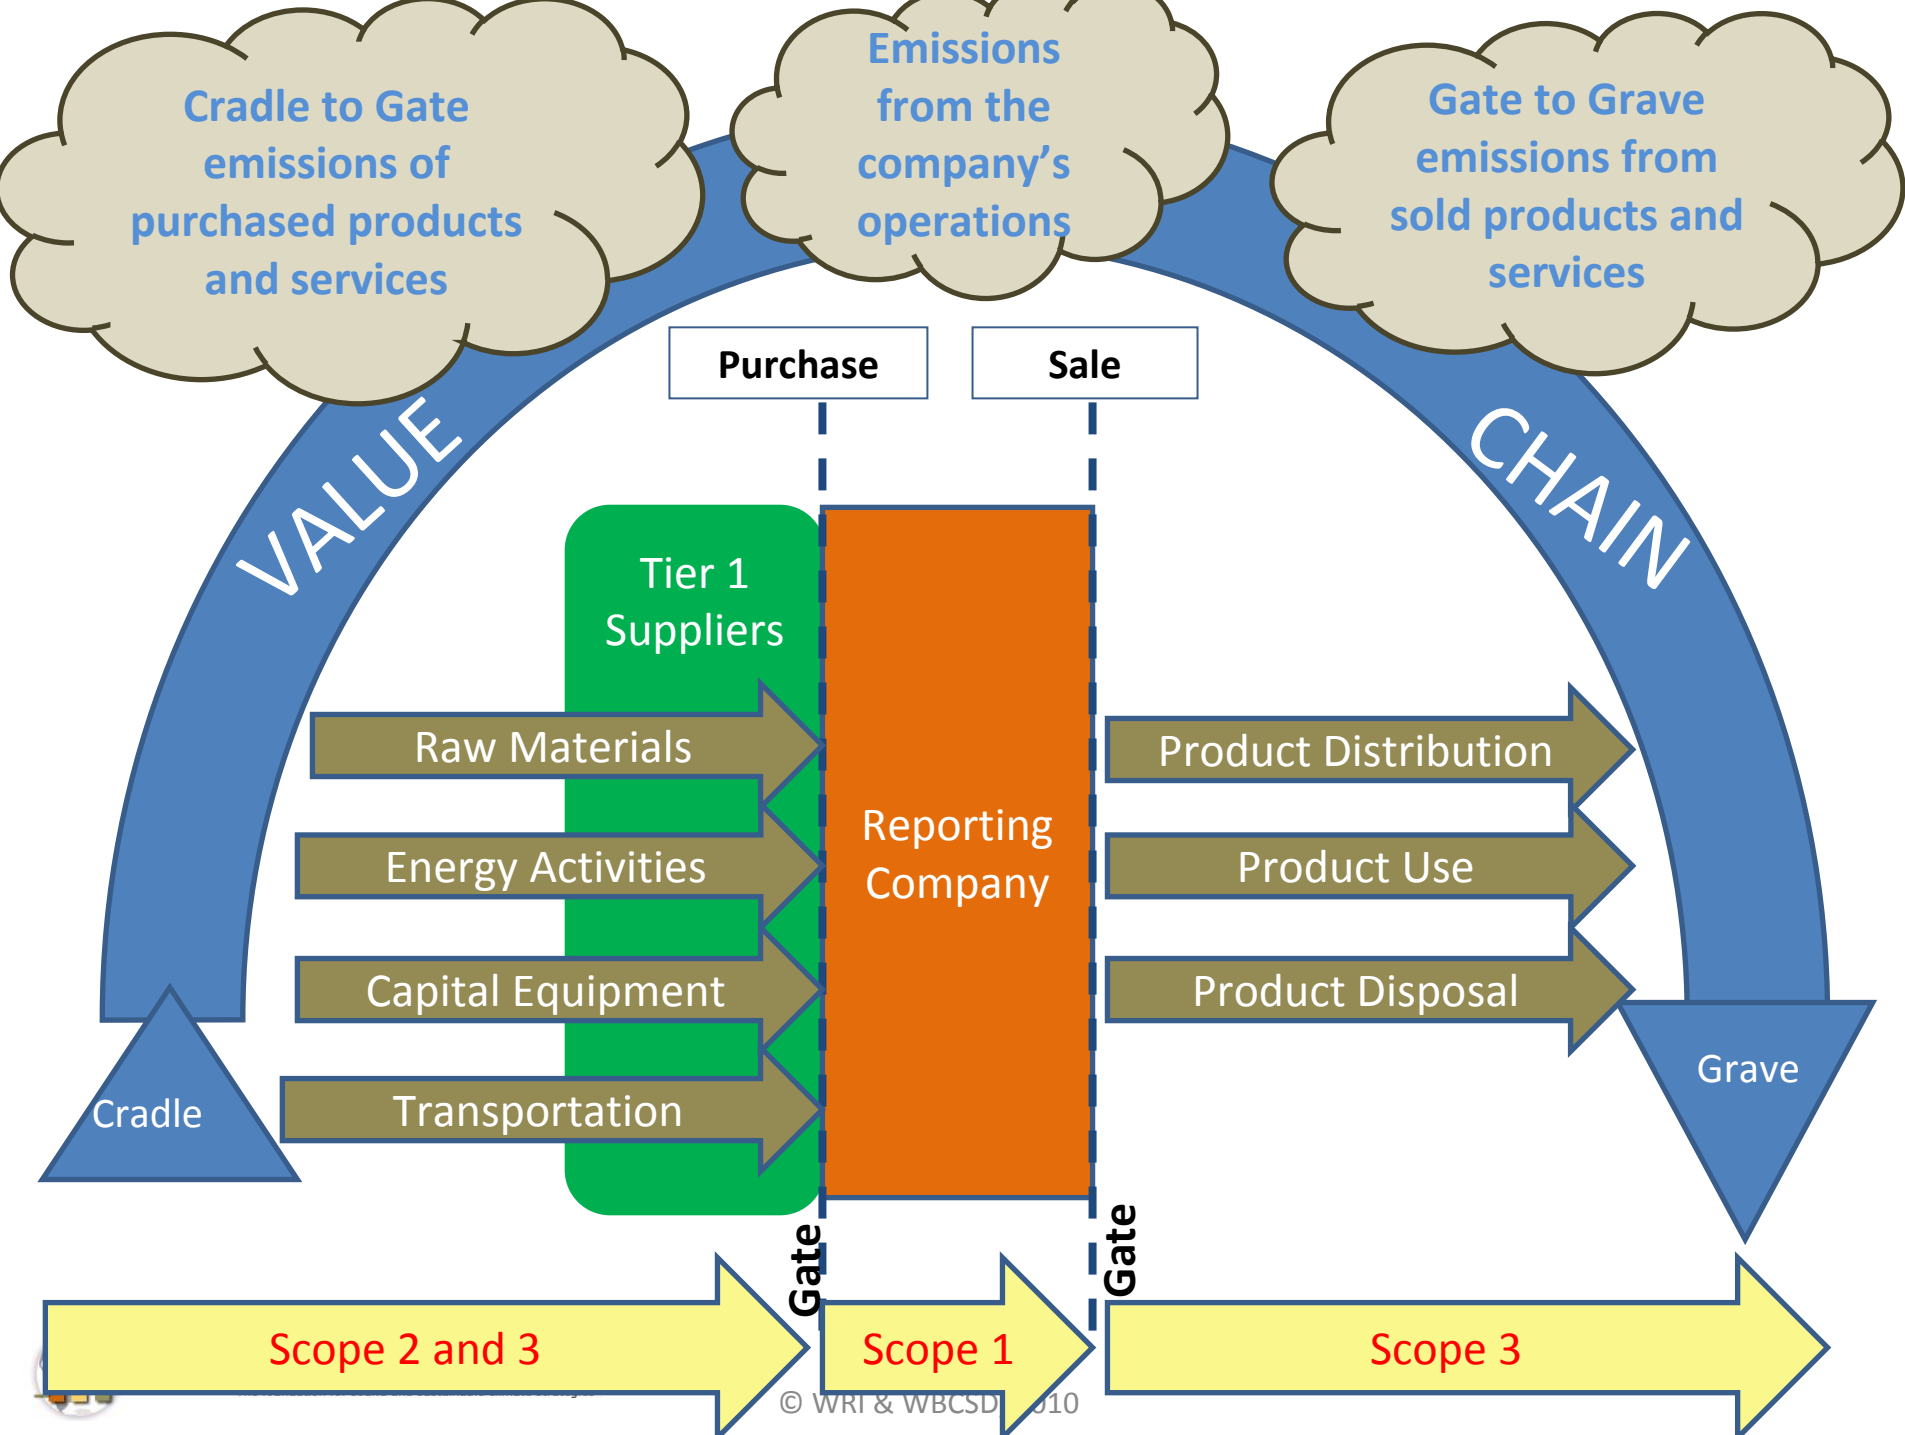 Cradle to Gate
emissions of
purchased products
and services
Emissions
from the
company's
operations
Gate to Grave
emissions from
sold products and
services
Purchase
Sale
VALUE
CHAIN
Tier 1
Suppliers
Raw Materials
Energy Activities
Capital Equipment
Transportation
Reporting
Company
Product Distribution
Product Use
Product Disposal
Cradle
Grave
Gate
Gate
Scope 2 and 3
Scope 1
Scope 3
© WRI & WBCSD, 2010